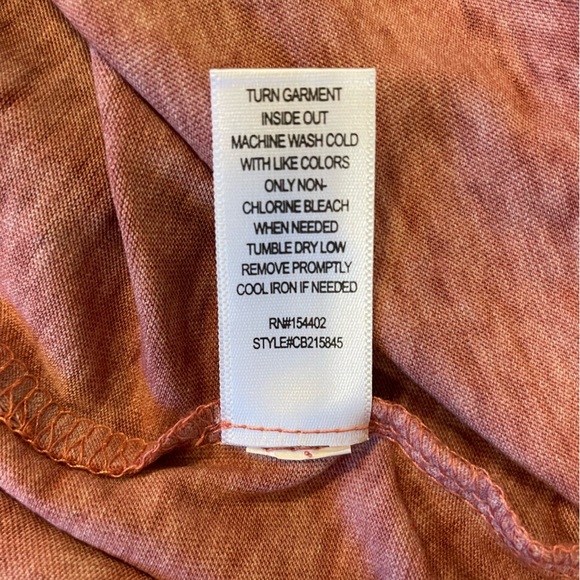 TURN GARMENT
INSIDE OUT
MACHINE WASH COLD
WITH LIKE COLORS
ONLY NON-
CHLORINE BLEACH
WHEN NEEDED
TUMBLE DRY LOW
REMOVE PROMPTLY
COOL IRON IF NEEDED
RN#154402
STYLE#CB215845